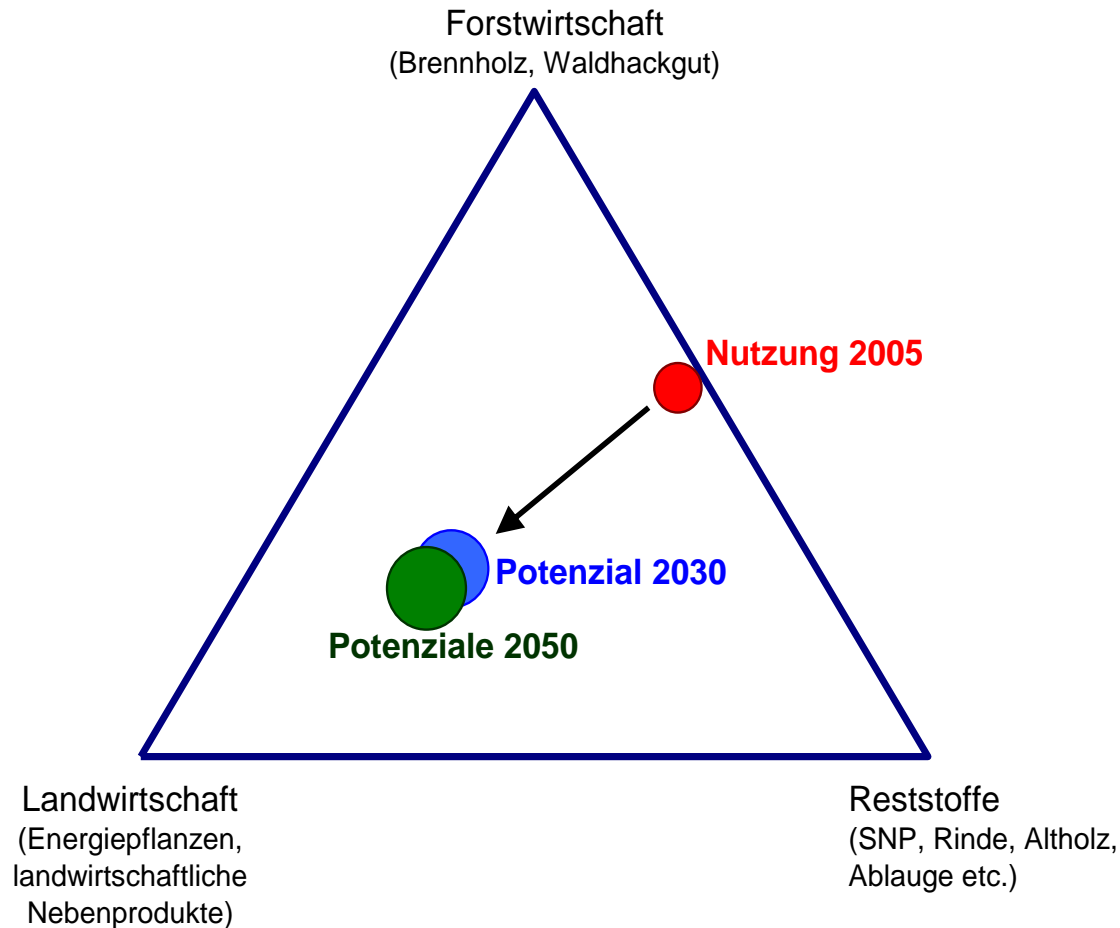 Forstwirtschaft
(Brennholz, Waldhackgut)
Nutzung 2005
Potenzial 2030
Potenziale 2050
Landwirtschaft
(Energiepflanzen,
landwirtschaftliche
Nebenprodukte)
Reststoffe
(SNP, Rinde, Altholz,
Ablauge etc.)